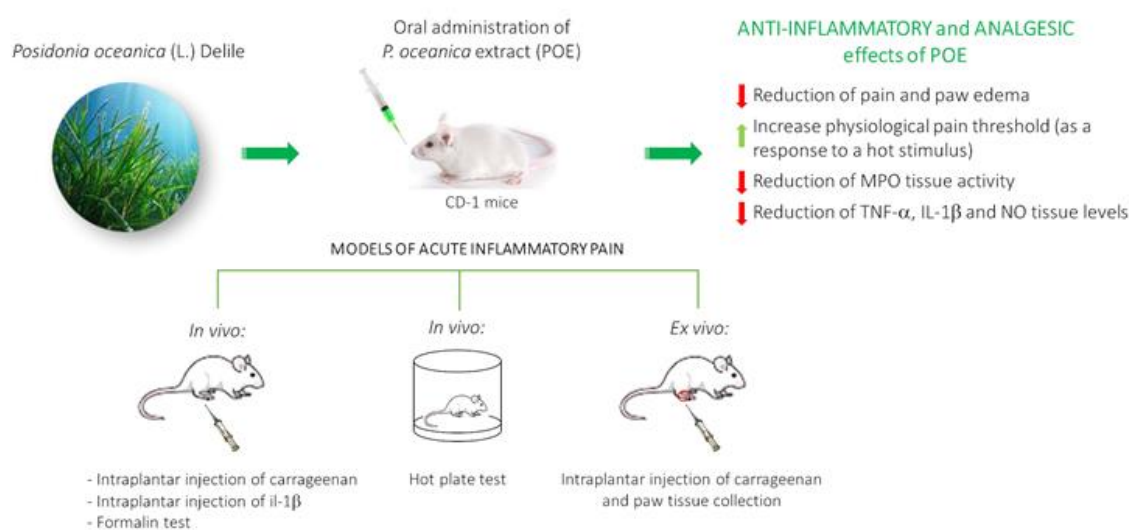 Posidonia oceanica (L.) Delile
Oral administration of
P. oceanica extract (POE)
CD-1 mice
ANTI-INFLAMMATORY and ANALGESIC
effects of POE
Reduction of pain and paw edema
Increase physiological pain threshold (as a
response to a hot stimulus)
Reduction of MPO tissue activity
Reduction of TNF-α, IL-1β and NO tissue levels
MODELS OF ACUTE INFLAMMATORY PAIN
In vivo:
- Intraplantar injection of carrageenan
- Intraplantar injection of il-1β
- Formalin test
In vivo:
Hot plate test
Ex vivo:
Intraplantar injection of carrageenan
and paw tissue collection